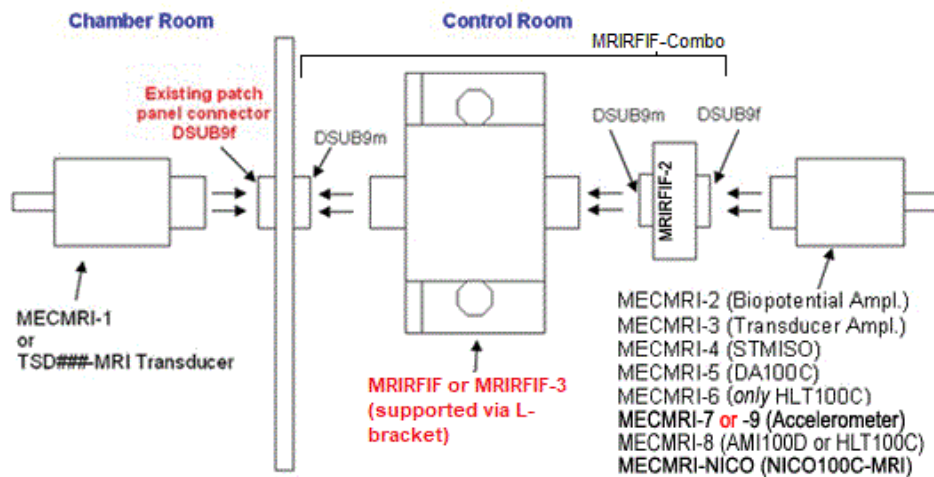 Chamber Room
Control Room
MRIRFIF-Combo
Existing patch
panel connector
DSUB9f
DSUB9m
DSUB9m
DSUB9f
MRIRFIF-2
MECMRI-1
or
TSD###-MRI Transducer
MRIRFIF or MRIRFIF-3
(supported via L-
bracket)
MECMRI-2 (Biopotential Ampl.)
MECMRI-3 (Transducer Ampl.)
MECMRI-4 (STMISO)
MECMRI-5 (DA100C)
MECMRI-6 (only HLT100C)
MECMRI-7 or -9 (Accelerometer)
MECMRI-8 (AMI100D or HLT100C)
MECMRI-NICO (NICO100C-MRI)